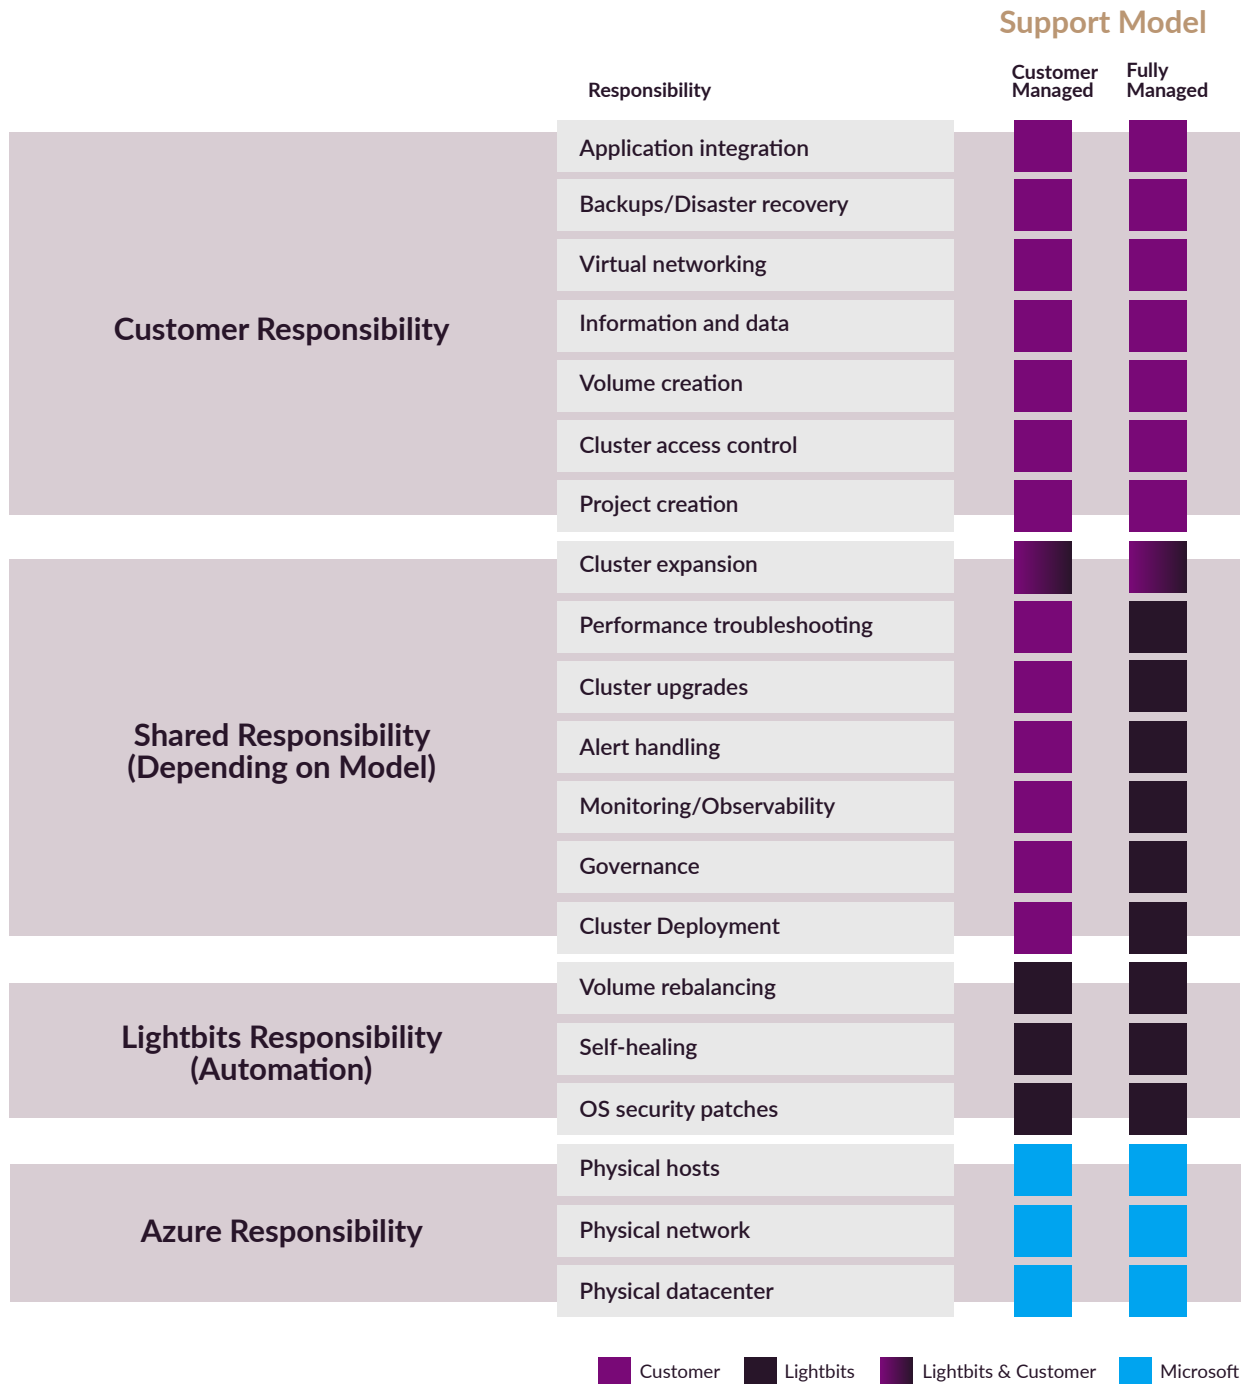 Support Model
Responsibility
Customer
Managed
Fully
Managed
Customer Responsibility
Application integration
Backups/Disaster recovery
Virtual networking
Information and data
Volume creation
Cluster access control
Project creation
Shared Responsibility
(Depending on Model)
Cluster expansion
Performance troubleshooting
Cluster upgrades
Alert handling
Monitoring/Observability
Governance
Cluster Deployment
Lightbits Responsibility
(Automation)
Volume rebalancing
Self-healing
OS security patches
Azure Responsibility
Physical hosts
Physical network
Physical datacenter
Customer
Lightbits
Lightbits & Customer
Microsoft